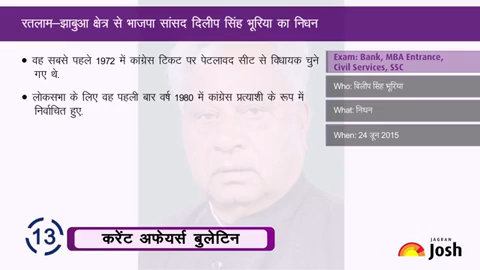 रतलाम–झाबुआ क्षेत्र से भाजपा सांसद दिलीप सिंह भूरिया का निधन
• वह सबसे पहले 1972 में कांग्रेस टिकट पर पेटलावद सीट से विधायक चुने
गए थे.
• लोकसभा के लिए वह पहली बार वर्ष 1980 में कांग्रेस प्रत्याशी के रूप में
निर्वाचित हुए.
Exam: Bank, MBA Entrance,
Civil Services, SSC
Who: बिलीप सिंह भूरिया
What: निधन
When: 24 जून 2015
13
करेंट अफेयर्स बुलेटिन
JAGRAN
Josh